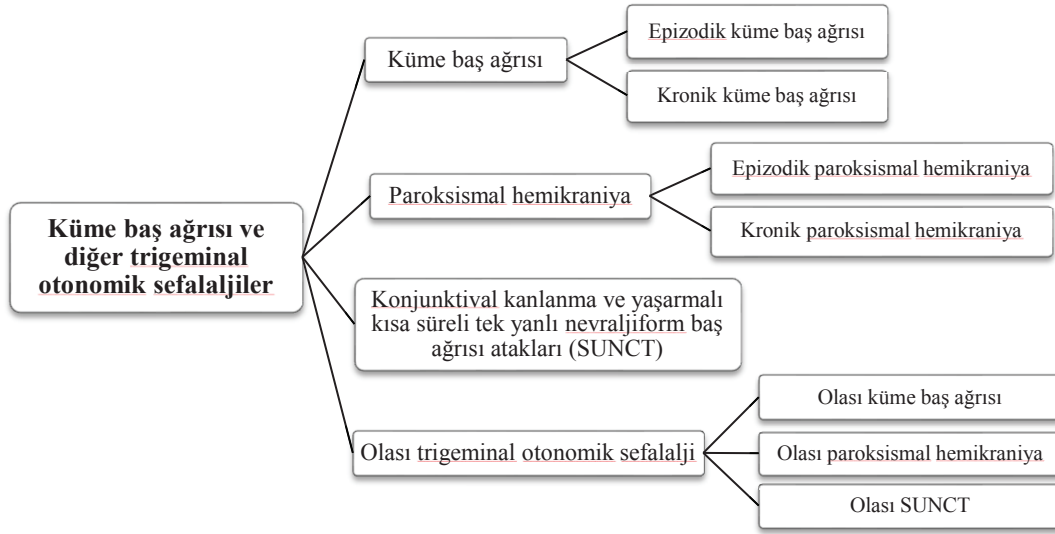 Küme baş ağrısı ve
diğer trigeminal
otonomik sefalaljiler
Küme baş ağrısı
Epizodik küme baş ağrısı
Kronik küme baş ağrısı
Paroksismal hemikraniya
Epizodik paroksismal hemikraniya
Kronik paroksismal hemikraniya
Konjunktival kanlanma ve yaşarmalı
kısa süreli tek yanlı nevraljiform baş
ağrısı atakları (SUNCT)
Olası trigeminal otonomik sefalalji
Olası küme baş ağrısı
Olası paroksismal hemikraniya
Olası SUNCT